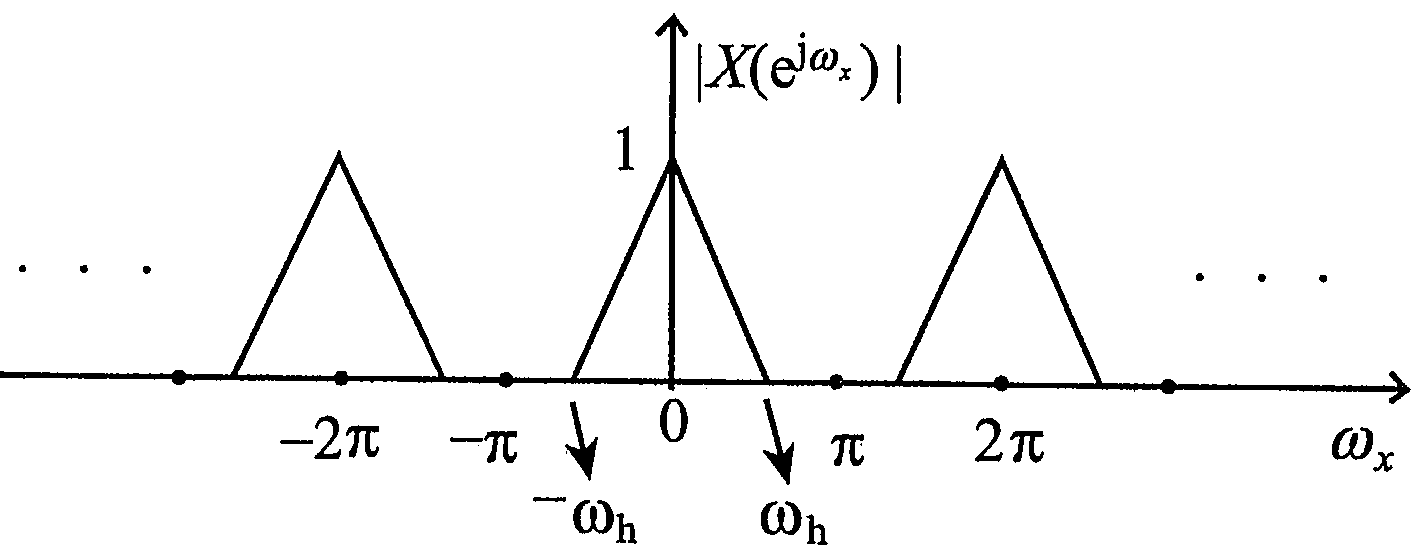 |X(e^{jω_x})|
1
. . .
. . .
−2π −π 0 π 2π ω_x
−ω_h ω_h